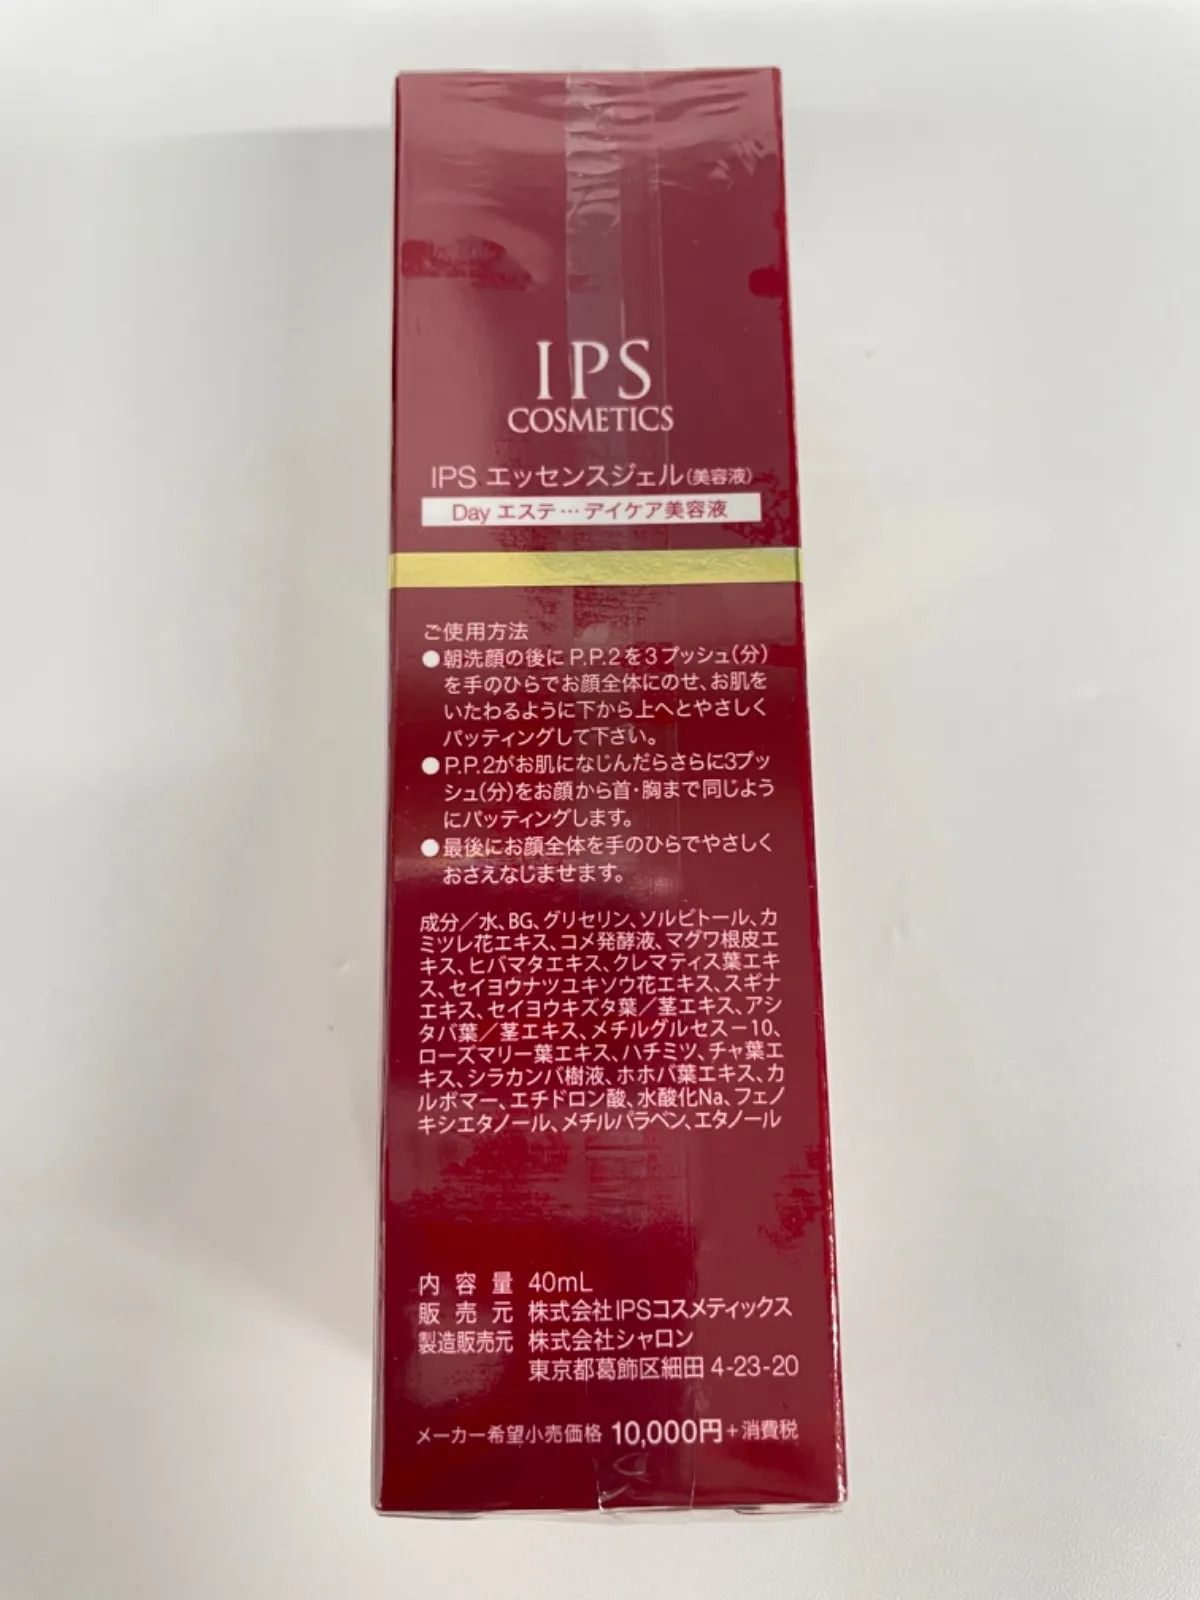 IPS
COSMETICS
IPS エッセンスジェル(美容液)
Day エステ…デイケア美容液
ご使用方法
●朝洗顔の後にP.P.2を3プッシュ(分)
を手のひらでお顔全体にのせ、お肌を
いたわるように下から上へとやさしく
パッティングして下さい。
●P.P.2がお肌になじんだらさらに3プッ
シュ(分)をお顔から首・胸まで同じよう
にパッティングします。
●最後にお顔全体を手のひらでやさしく
おさえなじませます。
成分／水、BG、グリセリン、ソルビトール、カ
ミツレ花エキス、コメ発酵液、マグワ根皮エ
キス、ヒバマタエキス、クレマティス葉エキ
ス、セイヨウナツユキソウ花エキス、スギナ
エキス、セイヨウキズタ葉／茎エキス、アシ
タバ葉／茎エキス、メチルグルセス－10、
ローズマリー葉エキス、ハチミツ、チャ葉エ
キス、シラカンバ樹液、ホホバ葉エキス、カ
ルボマー、エチドロン酸、水酸化Na、フェノ
キシエタノール、メチルパラベン、エタノール
内容量 40mL
販売元 株式会社IPSコスメティックス
製造販売元 株式会社シャロン
東京都葛飾区細田 4-23-20
メーカー希望小売価格 10,000円+消費税